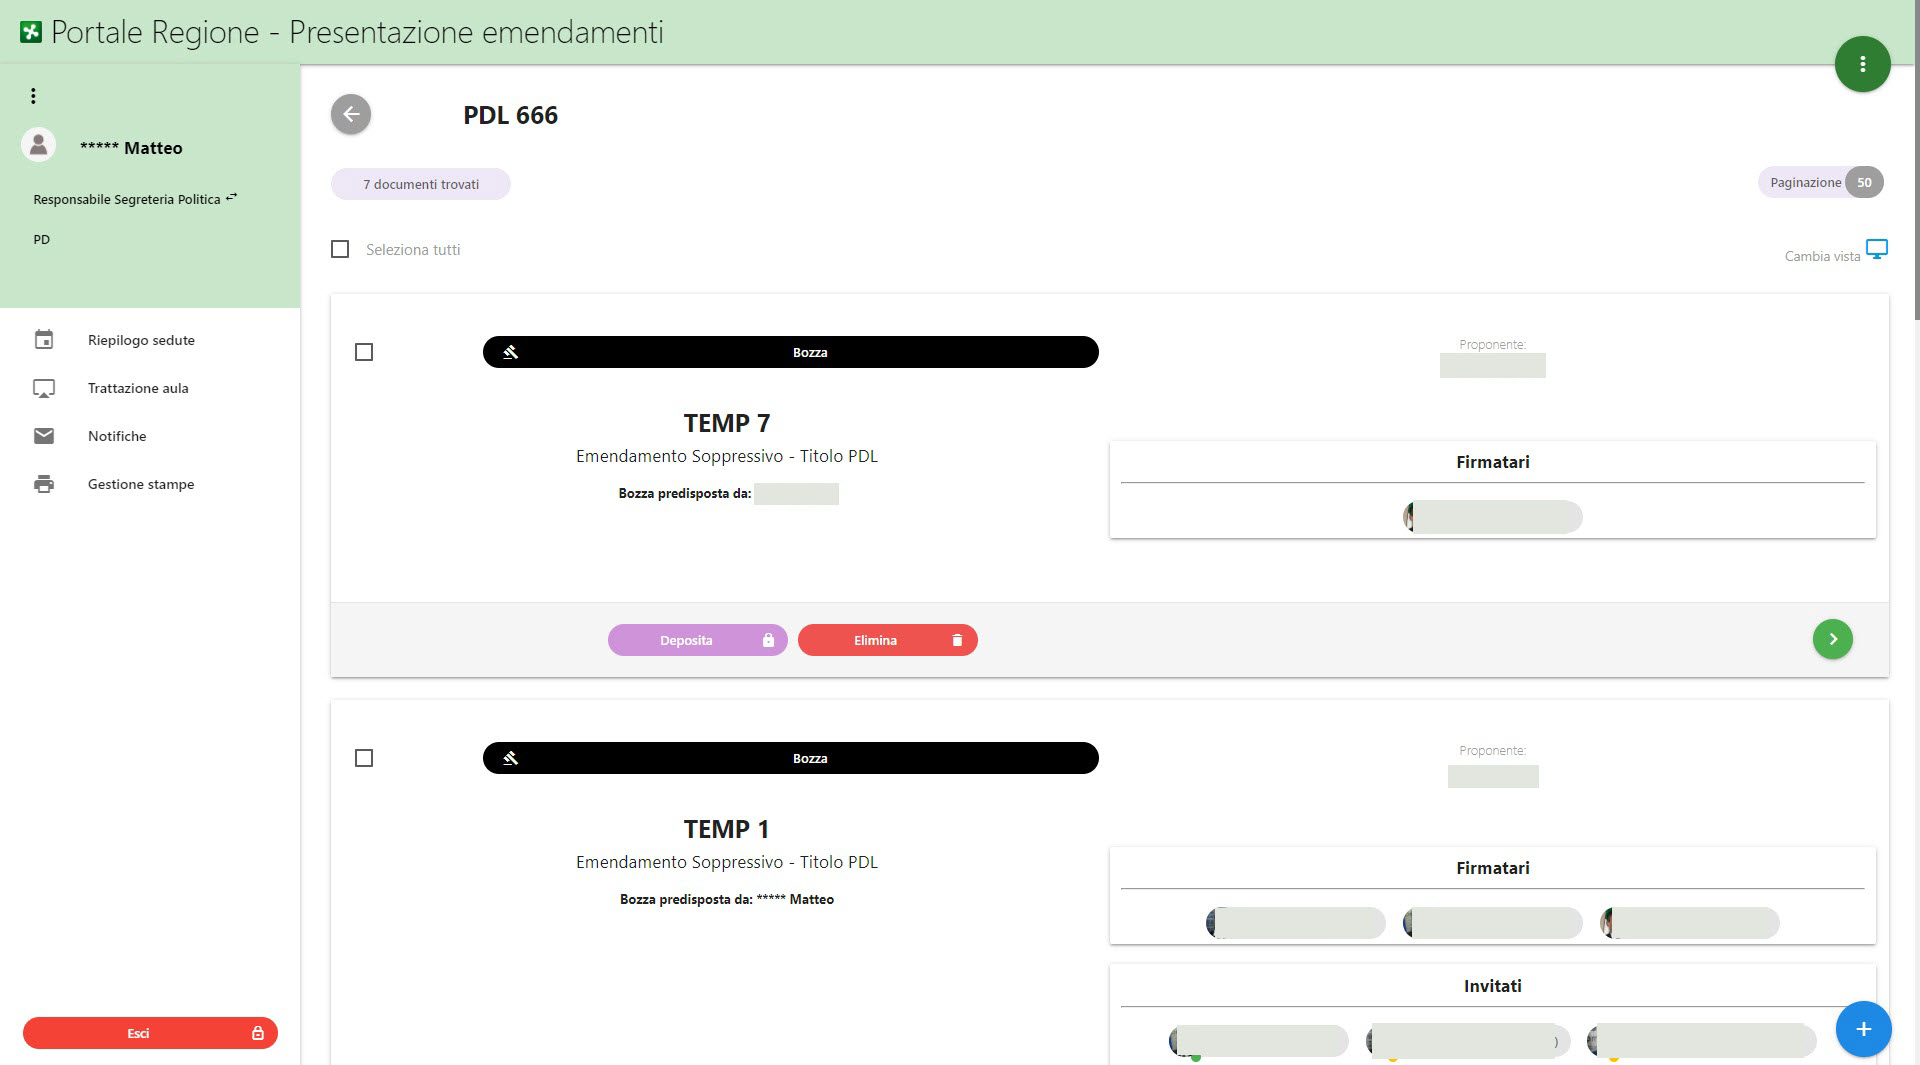 Portale Regione - Presentazione emendamenti
***** Matteo
Responsabile Segreteria Politica
PD
Riepilogo sedute
Trattazione aula
Notifiche
Gestione stampe
Esci
PDL 666
7 documenti trovati
Paginazione 50
Seleziona tutti
Cambia vista
Bozza
Proponente:
TEMP 7
Emendamento Soppressivo - Titolo PDL
Bozza predisposta da:
Firmatari
Deposita
Elimina
Bozza
Proponente:
TEMP 1
Emendamento Soppressivo - Titolo PDL
Bozza predisposta da: ***** Matteo
Firmatari
Invitati
)